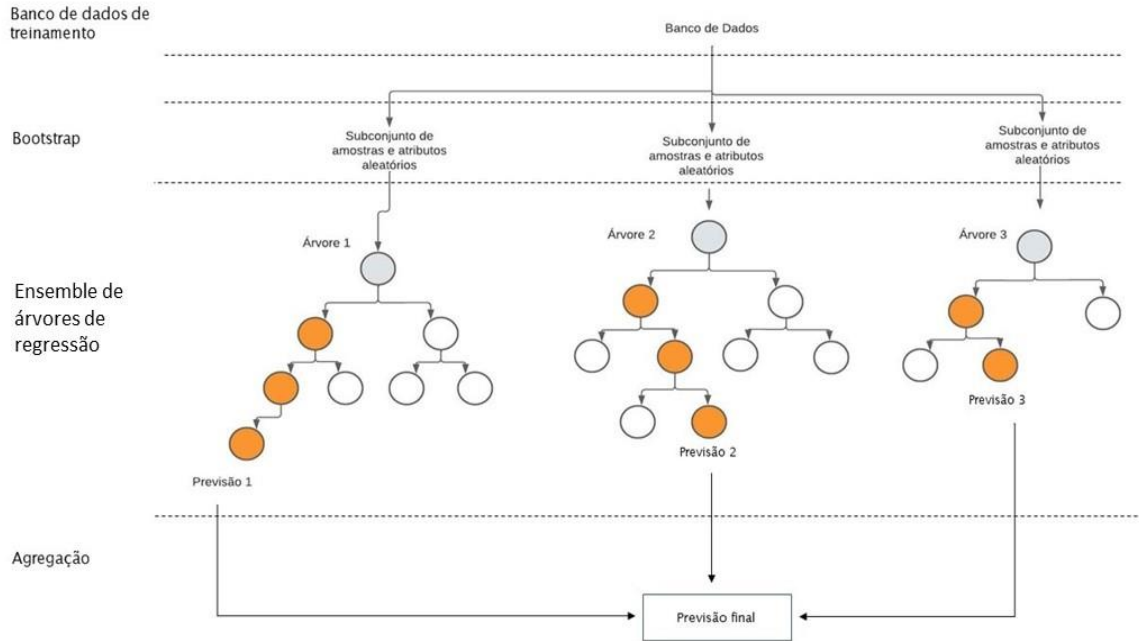 Banco de dados de
treinamento
Banco de Dados
Bootstrap
Subconjunto de
amostras e atributos
aleatórios
Subconjunto de
amostras e atributos
aleatórios
Subconjunto de
amostras e atributos
aleatórios
Ensemble de
árvores de
regressão
Árvore 1
Árvore 2
Árvore 3
Previsão 1
Previsão 2
Previsão 3
Agregação
Previsão final